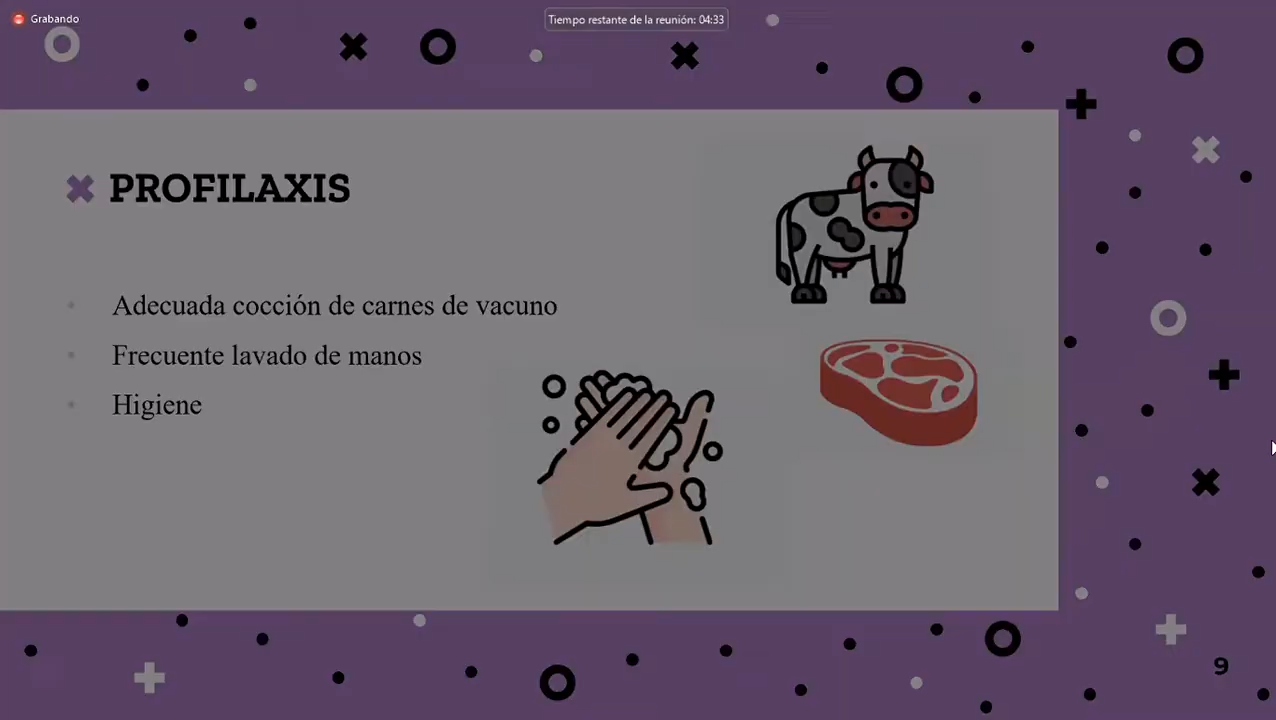 Grabando
Tiempo restante de la reunión: 04:33
PROFILAXIS
Adecuada cocción de carnes de vacuno
Frecuente lavado de manos
Higiene
9